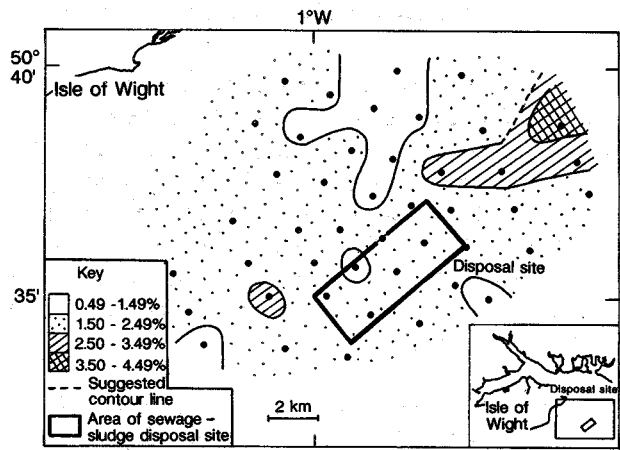 1°W
50°
40'
Isle of Wight
Disposal site
35'
Key
0.49 - 1.49%
1.50 - 2.49%
2.50 - 3.49%
3.50 - 4.49%
Suggested
contour line
Area of sewage -
sludge disposal site
2 km
Disposal site
Isle of
Wight